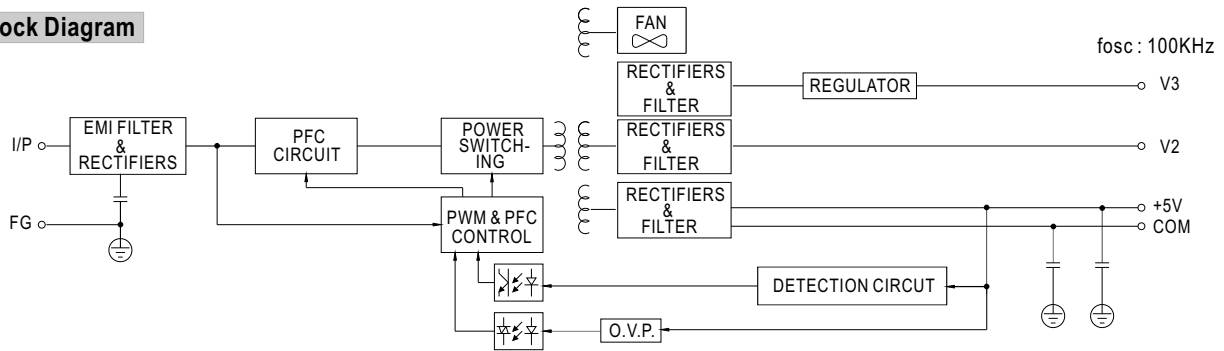 lock Diagram
FAN
fosc : 100KHz
RECTIFIERS
&
FILTER
REGULATOR
V3
I/P
EMI FILTER
&
RECTIFIERS
PFC
CIRCUIT
POWER
SWITCH-
ING
RECTIFIERS
&
FILTER
V2
FG
PWM & PFC
CONTROL
RECTIFIERS
&
FILTER
+5V
COM
DETECTION CIRCUT
O.V.P.